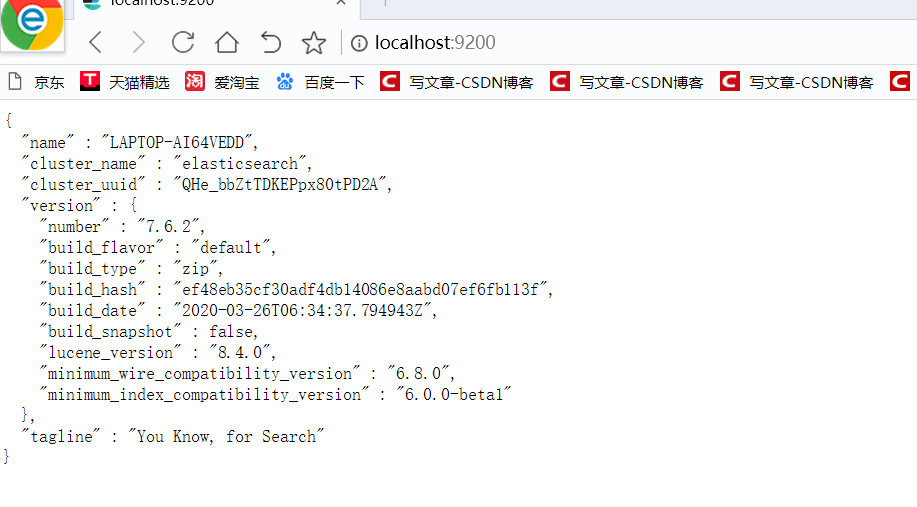 localhost:9200
localhost:9200
京东 天猫精选 爱淘宝 百度一下 写文章-CSDN博客 写文章-CSDN博客 写文章-CSDN博客
{
"name" : "LAPTOP-AI64VEDD",
"cluster_name" : "elasticsearch",
"cluster_uuid" : "QHe_bbZtTDKEPpx80tPD2A",
"version" : {
"number" : "7.6.2",
"build_flavor" : "default",
"build_type" : "zip",
"build_hash" : "ef48eb35cf30adf4db14086e8aabd07ef6fb113f",
"build_date" : "2020-03-26T06:34:37.794943Z",
"build_snapshot" : false,
"lucene_version" : "8.4.0",
"minimum_wire_compatibility_version" : "6.8.0",
"minimum_index_compatibility_version" : "6.0.0-beta1"
},
"tagline" : "You Know, for Search"
}